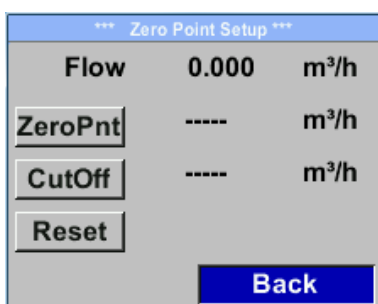 *** Zero Point Setup ***
Flow 0.000 m³/h
ZeroPnt ----- m³/h
CutOff ----- m³/h
Reset
Back